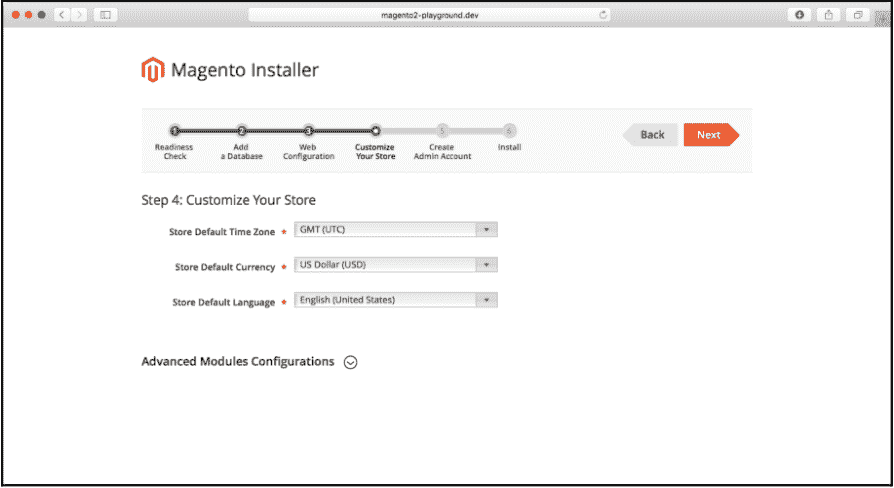 magento2-playground.dev
Magento Installer
1 2 3 5 6
Readiness Check
Add a Database
Web Configuration
Customize Your Store
Create Admin Account
Install
Back
Next
Step 4: Customize Your Store
Store Default Time Zone * GMT (UTC)
Store Default Currency * US Dollar (USD)
Store Default Language * English (United States)
Advanced Modules Configurations